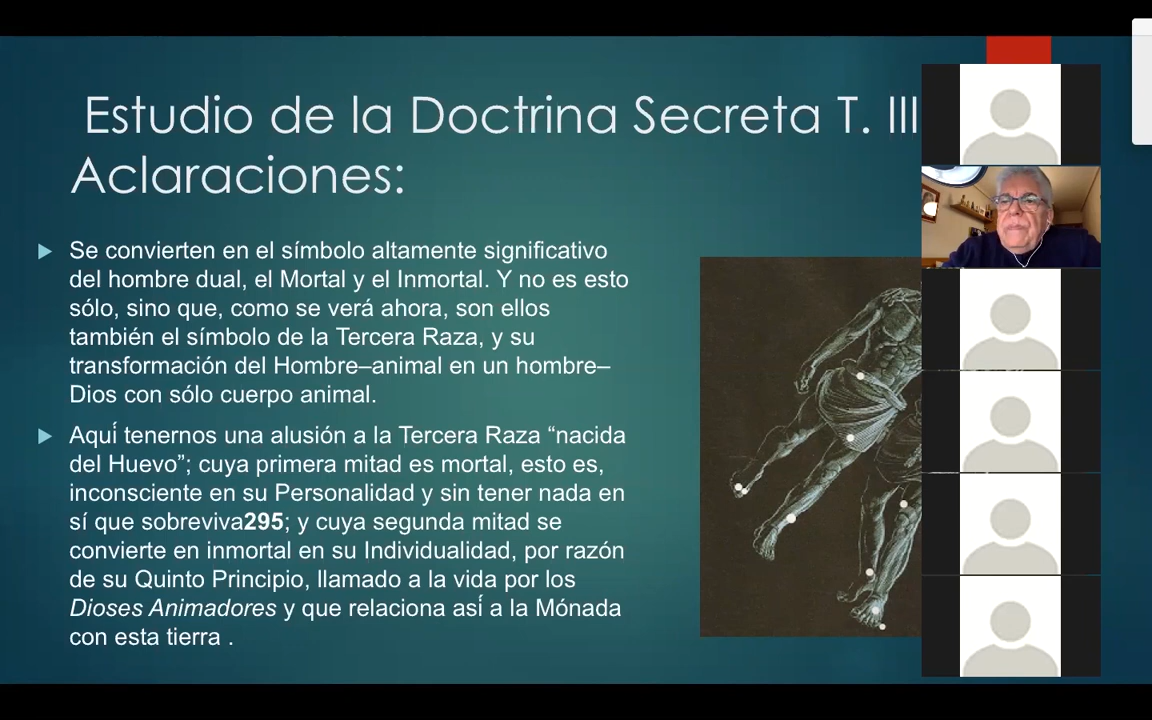 Estudio de la Doctrina Secreta T. III
Aclaraciones:
Se convierten en el símbolo altamente significativo
del hombre dual, el Mortal y el Inmortal. Y no es esto
sólo, sino que, como se verá ahora, son ellos
también el símbolo de la Tercera Raza, y su
transformación del Hombre–animal en un hombre–
Dios con sólo cuerpo animal.
Aquí tenernos una alusión a la Tercera Raza “nacida
del Huevo”; cuya primera mitad es mortal, esto es,
inconsciente en su Personalidad y sin tener nada en
sí que sobreviva295; y cuya segunda mitad se
convierte en inmortal en su Individualidad, por razón
de su Quinto Principio, llamado a la vida por los
Dioses Animadores y que relaciona así a la Mónada
con esta tierra .